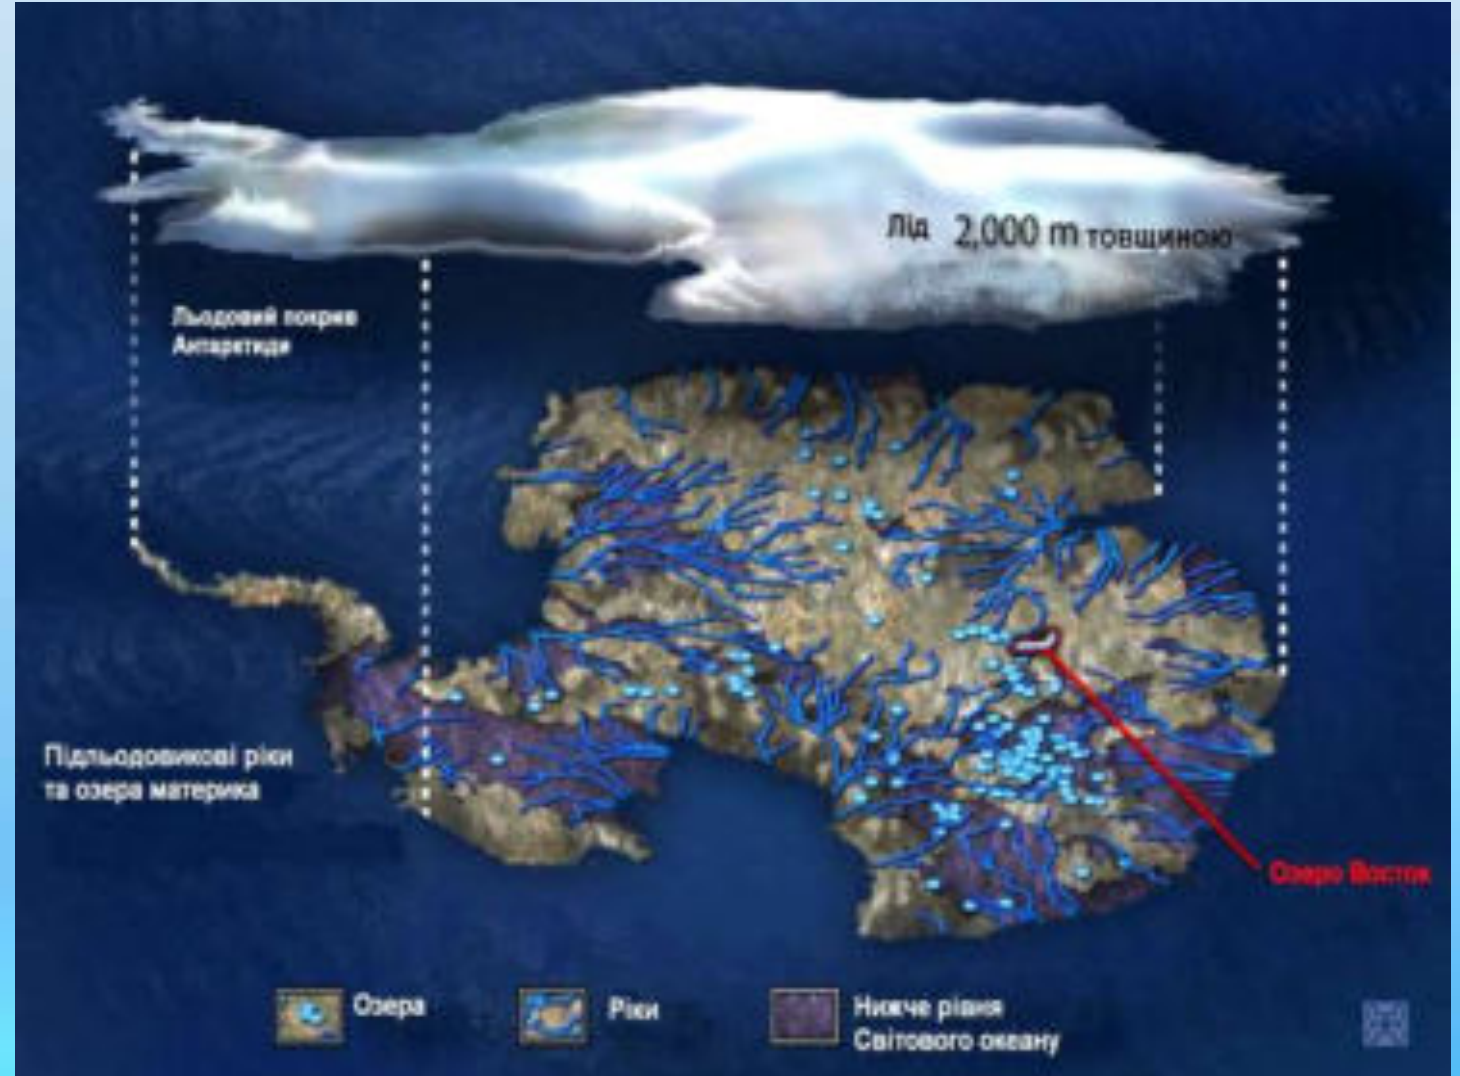 Лід 2,000 m товщиною
Льодовий покрив
Антарктиди
Підльодовикові ріки
та озера материка
Озеро Восток
Озера
Ріки
Нижче рівня
Світового океану